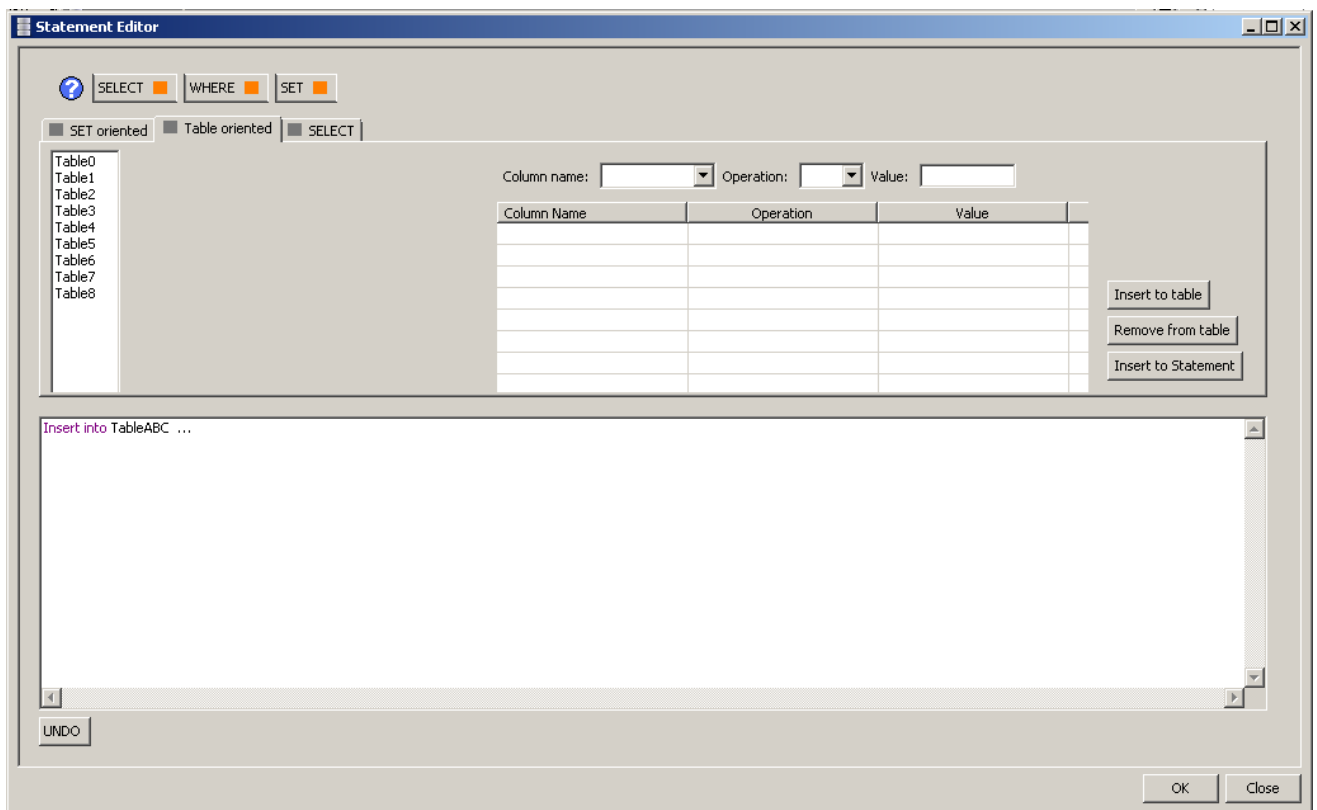 Statement Editor
SELECT WHERE SET
SET oriented Table oriented SELECT
Table0
Table1
Table2
Table3
Table4
Table5
Table6
Table7
Table8
Column name: Operation: Value:
Column Name Operation Value
Insert to table
Remove from table
Insert to Statement
Insert into TableABC ...
UNDO
OK Close